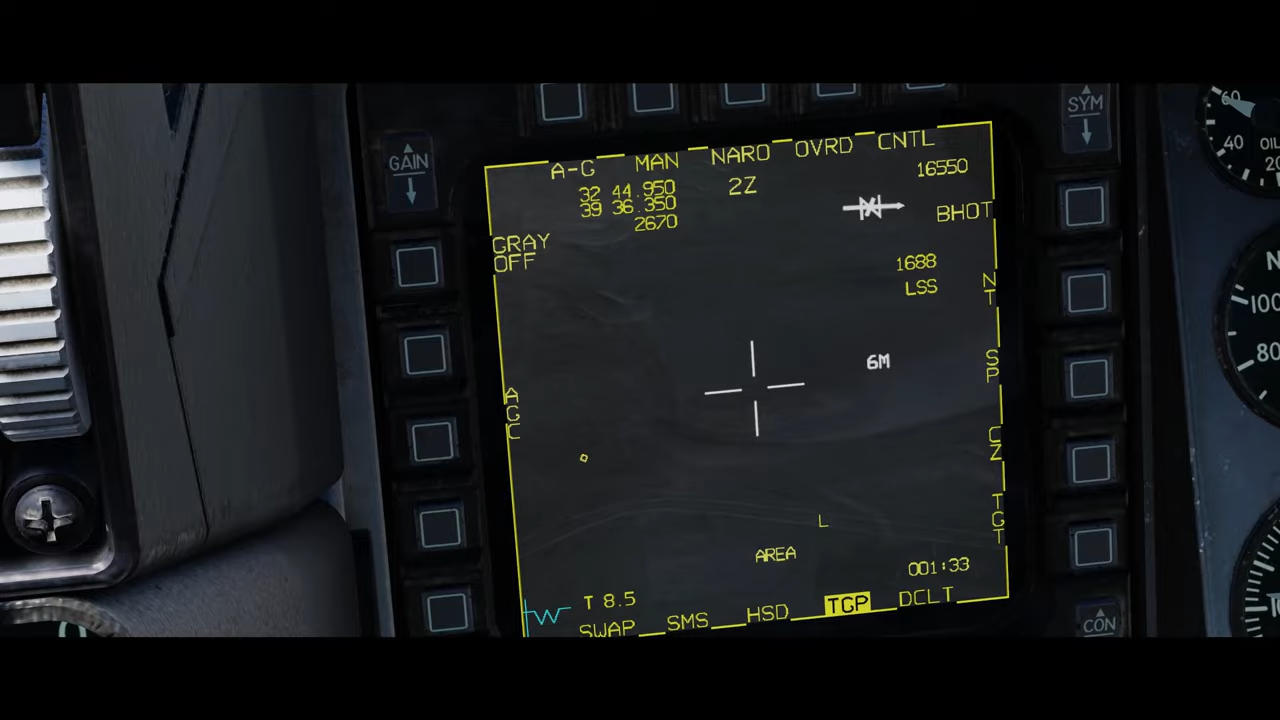 SYM
60
40
OIL
GAIN
A-G MAN NARO OVRD CNTL
32 44.950
39 36.350
2670
2Z
16550
GRAY
OFF
BHOT
1688
LSS
NT
6M
SP
AGC
CZ
TGT
L
AREA
001:33
T 8.5
W
SWAP SMS HSD TGP DCLT
CON
100
80